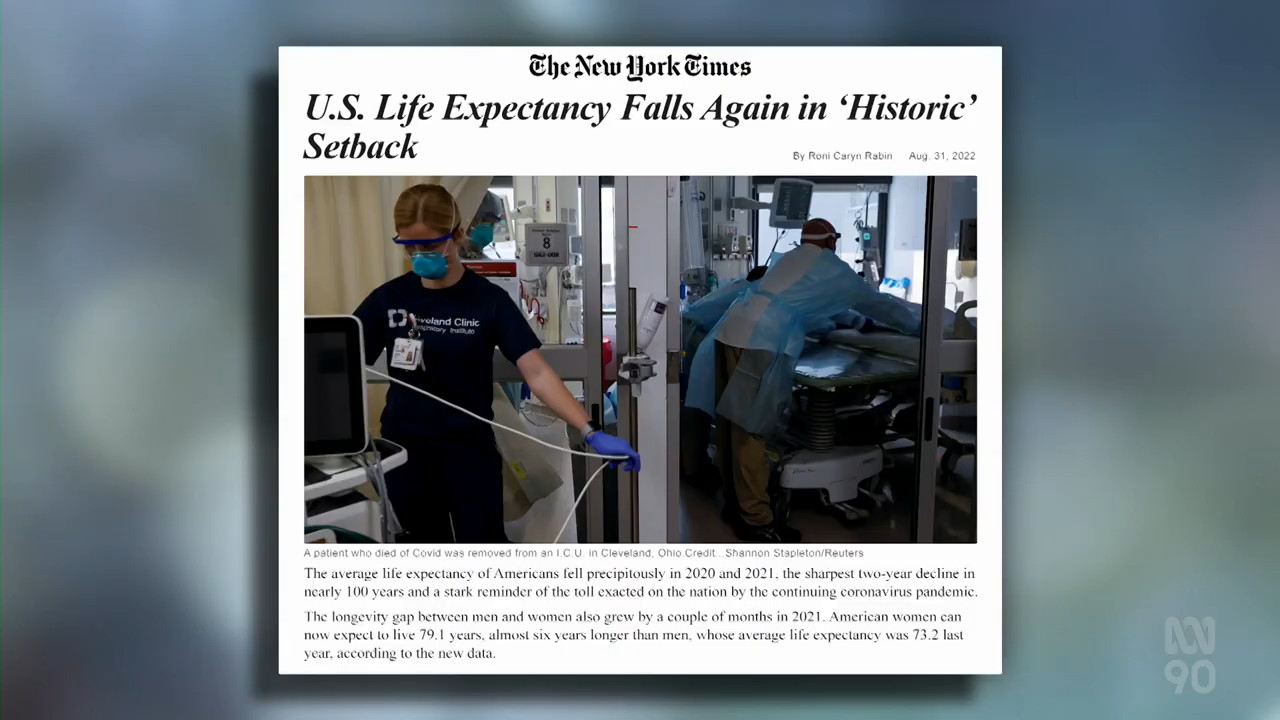 The New York Times
U.S. Life Expectancy Falls Again in ‘Historic’
Setback
By Roni Caryn Rabin Aug. 31, 2022
8
Cleveland Clinic
Respiratory Institute
A patient who died of Covid was removed from an I.C.U. in Cleveland, Ohio.Credit...Shannon Stapleton/Reuters
The average life expectancy of Americans fell precipitously in 2020 and 2021, the sharpest two-year decline in
nearly 100 years and a stark reminder of the toll exacted on the nation by the continuing coronavirus pandemic.
The longevity gap between men and women also grew by a couple of months in 2021. American women can
now expect to live 79.1 years, almost six years longer than men, whose average life expectancy was 73.2 last
year, according to the new data.
90